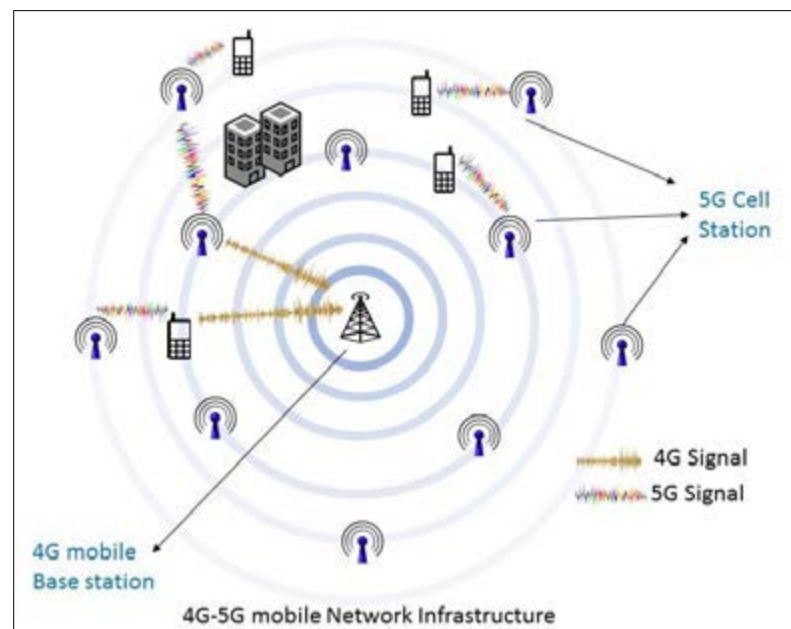 5G Cell
Station
4G Signal
5G Signal
4G mobile
Base station
4G-5G mobile Network Infrastructure